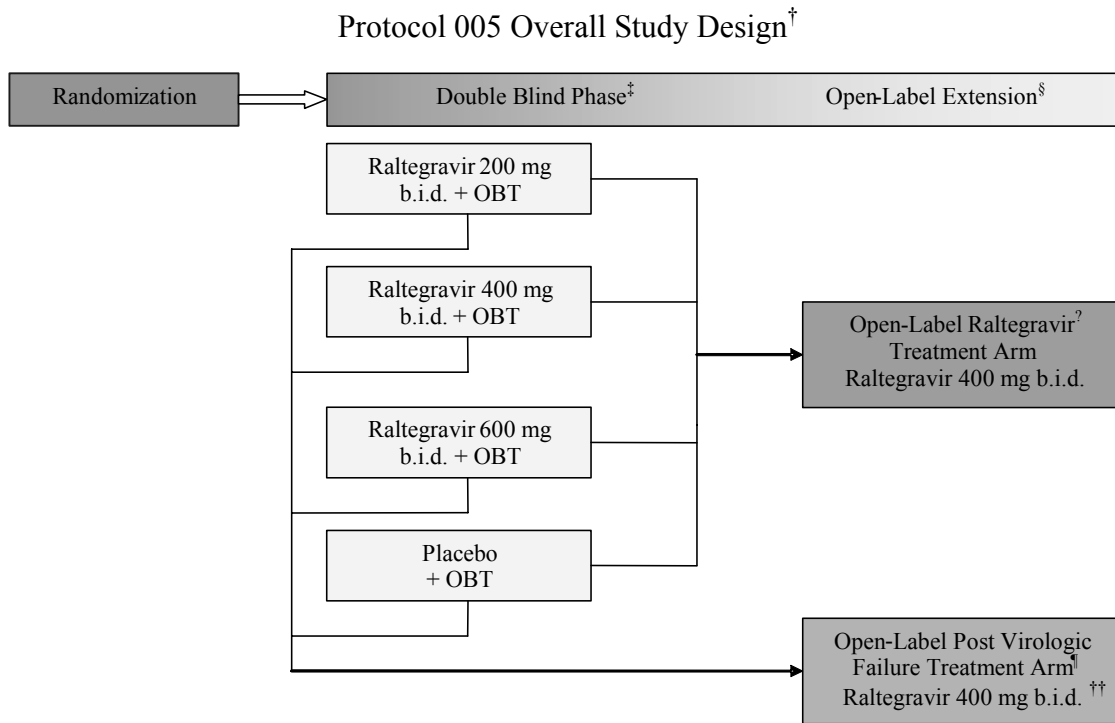 Protocol 005 Overall Study Design†
Randomization
Double Blind Phase‡
Open-Label Extension§
Raltegravir 200 mg
b.i.d. + OBT
Raltegravir 400 mg
b.i.d. + OBT
Raltegravir 600 mg
b.i.d. + OBT
Placebo
+ OBT
Open-Label Raltegravir?
Treatment Arm
Raltegravir 400 mg b.i.d.
Open-Label Post Virologic
Failure Treatment Arm¶
Raltegravir 400 mg b.i.d. ††